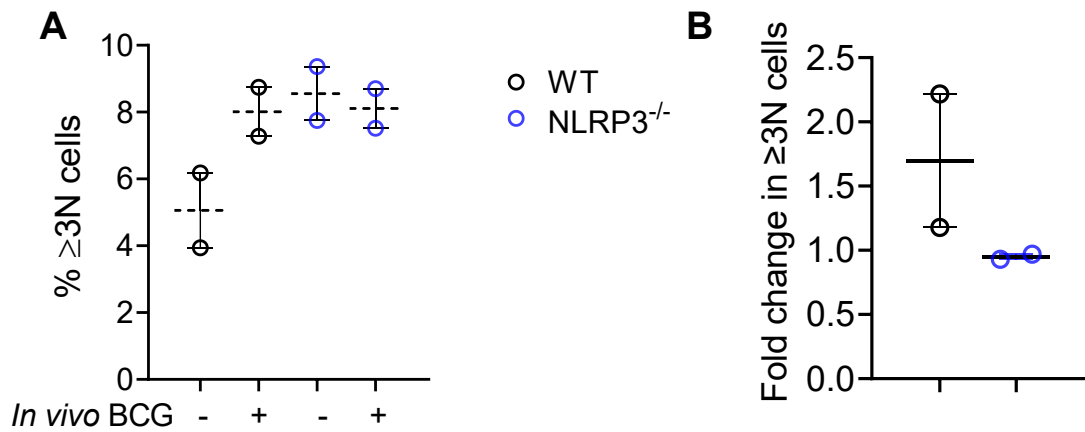 A
% ≥3N cells
10
8
6
4
2
0
In vivo BCG - + - +
WT
NLRP3-/-
B
Fold change in ≥3N cells
2.5
2.0
1.5
1.0
0.5
0.0